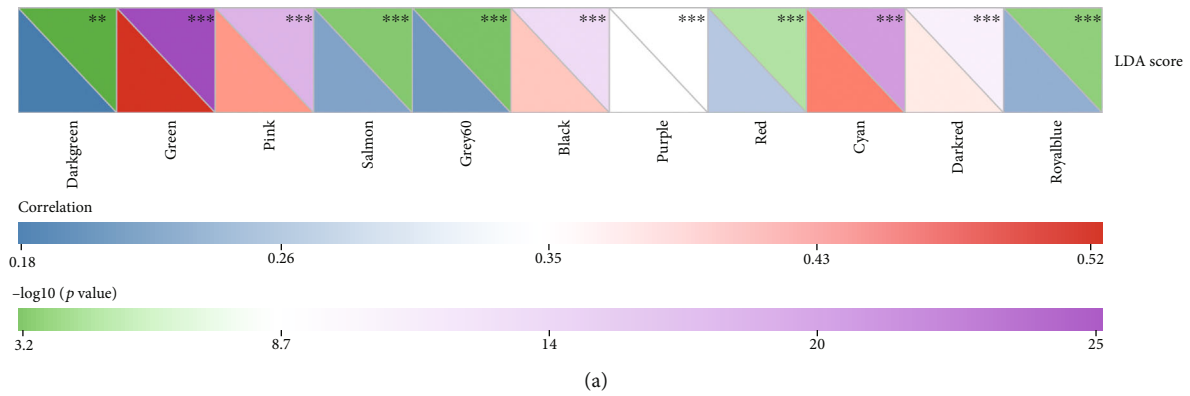 ** *** *** *** *** *** *** *** *** *** ***
LDA score
Darkgreen Green Pink Salmon Grey60 Black Purple Red Cyan Darkred Royalblue
Correlation
0.18 0.26 0.35 0.43 0.52
–log10 (p value)
3.2 8.7 14 20 25
(a)